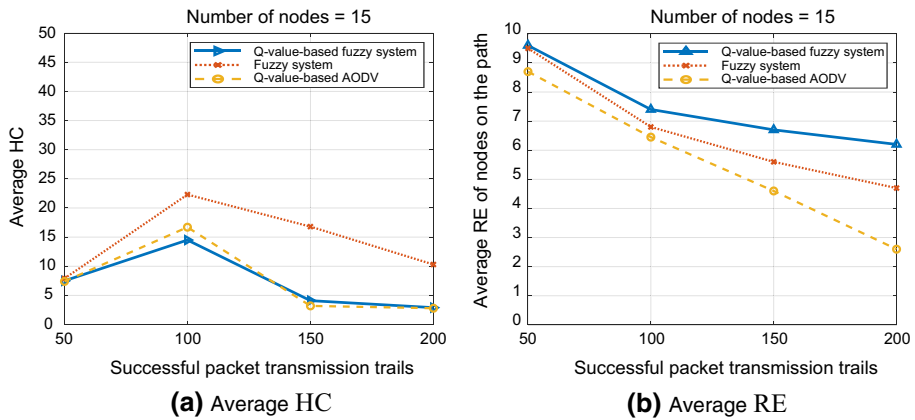 Number of nodes = 15
50
45
40
35
30
25
20
15
10
5
0
Average HC
Q-value-based fuzzy system
Fuzzy system
Q-value-based AODV
50
100
150
200
Successful packet transmission trails
(a) Average HC
Number of nodes = 15
10
9
8
7
6
5
4
3
2
1
0
Average RE of nodes on the path
Q-value-based fuzzy system
Fuzzy system
Q-value-based AODV
50
100
150
200
Successful packet transmission trails
(b) Average RE